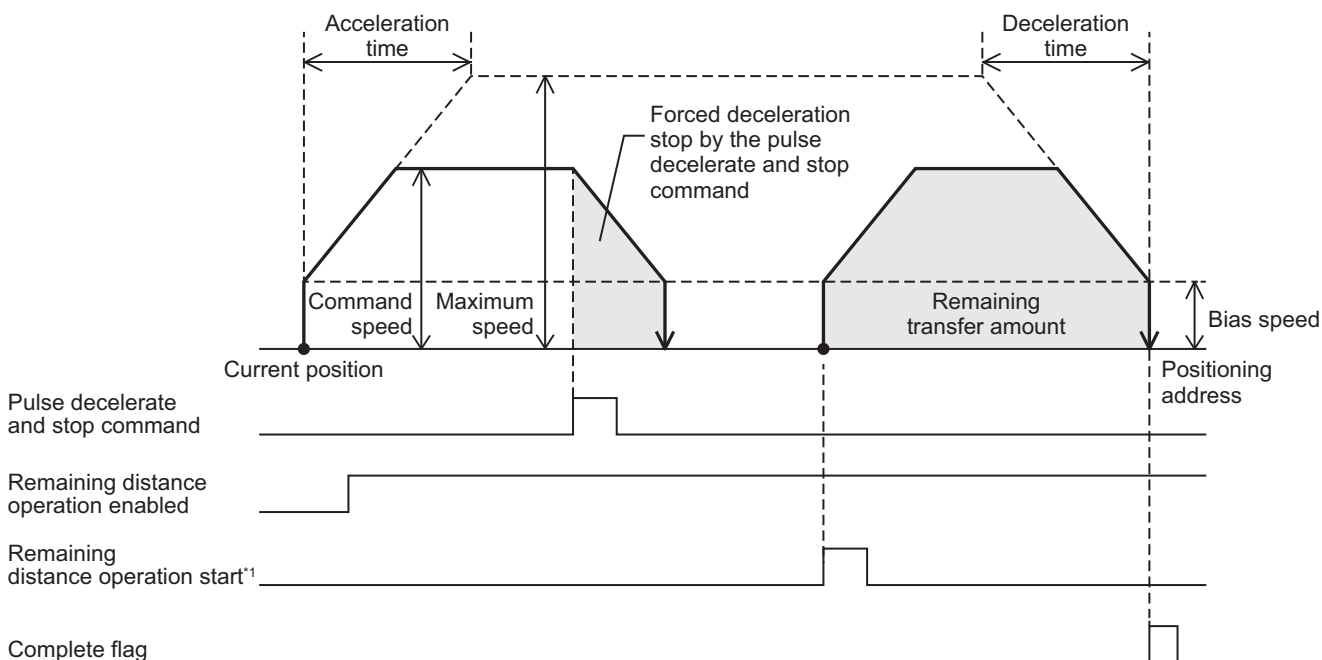 Acceleration
time
Deceleration
time
Forced deceleration
stop by the pulse
decelerate and stop
command
Command
speed
Maximum
speed
Remaining
transfer amount
Bias speed
Current position
Positioning
address
Pulse decelerate
and stop command
Remaining distance
operation enabled
Remaining
distance operation start*1
Complete flag